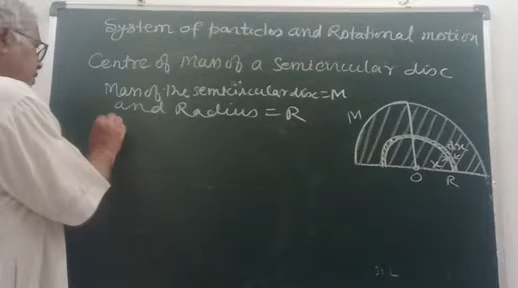 System of particles and Rotational motion
Centre of Mass of a Semicircular disc
Mass of the semicircular disc = M
and Radius = R
M
dx
x
O
R